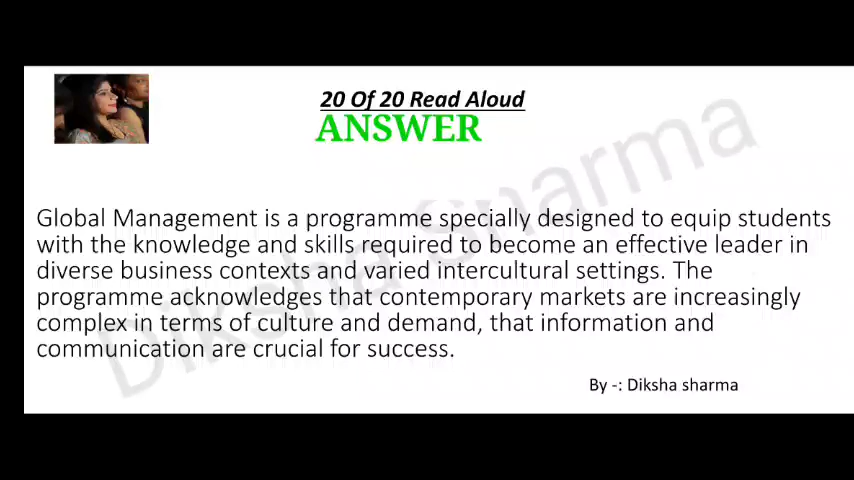 20 Of 20 Read Aloud
ANSWER
Global Management is a programme specially designed to equip students
with the knowledge and skills required to become an effective leader in
diverse business contexts and varied intercultural settings. The
programme acknowledges that contemporary markets are increasingly
complex in terms of culture and demand, that information and
communication are crucial for success.
By -: Diksha sharma
Diksha Sharma